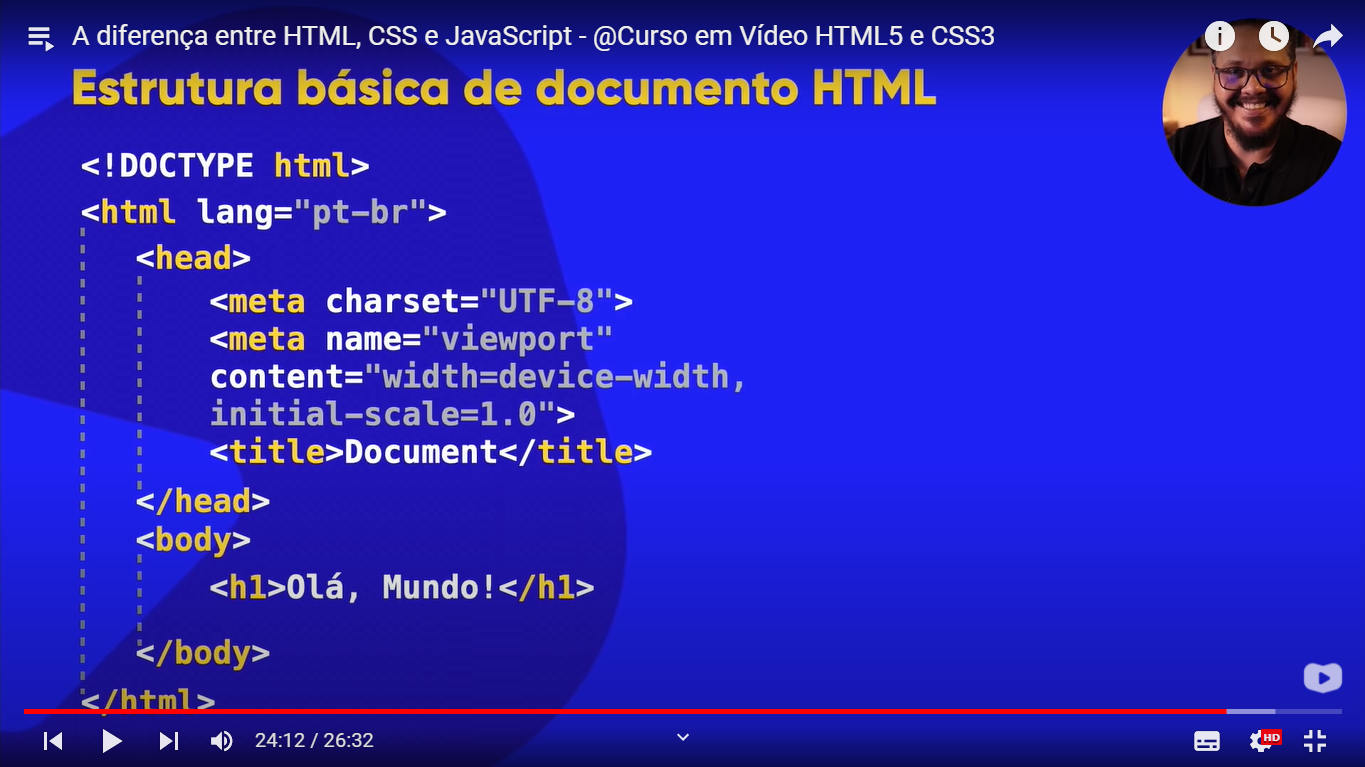 A diferença entre HTML, CSS e JavaScript - @Curso em Vídeo HTML5 e CSS3
Estrutura básica de documento HTML
<!DOCTYPE html>
<html lang="pt-br">
<head>
<meta charset="UTF-8">
<meta name="viewport"
content="width=device-width,
initial-scale=1.0">
<title>Document</title>
</head>
<body>
<h1>Olá, Mundo!</h1>
</body>
</html>
24:12 / 26:32
HD